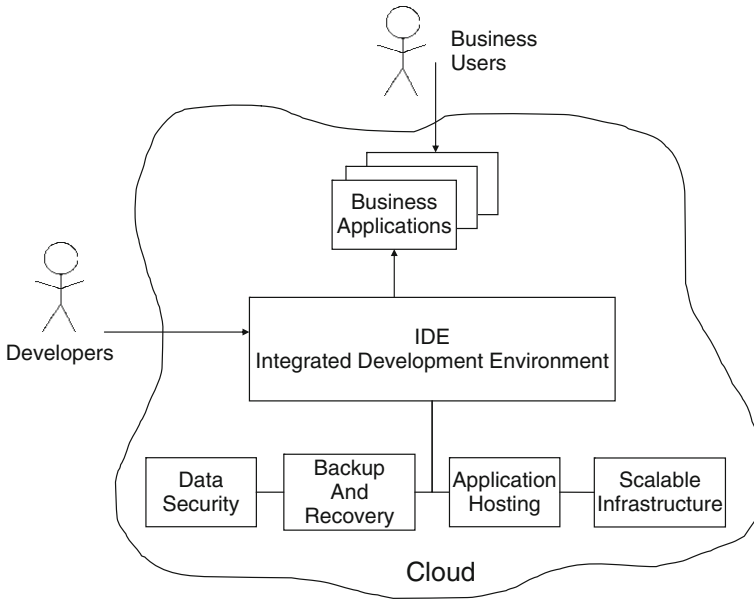 Business
Users
Business
Applications
Developers
IDE
Integrated Development Environment
Data
Security
Backup
And
Recovery
Application
Hosting
Scalable
Infrastructure
Cloud